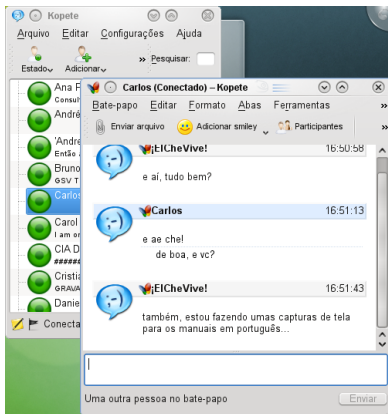 Kopete
Arquivo Editar Configurações Ajuda
Estado Adicionar » Pesquisar:
Ana F
Consul
André
'Andre
Então
Bruno
GSV T
Carlos
Carol
I am or
CIA D
######
Cristia
GRAVA
Danie
Conecta
Carlos (Conectado) – Kopete
Bate-papo Editar Formato Abas Ferramentas »
Enviar arquivo Adicionar smiley Participantes »
¡ElCheVive! 16:50:58
e aí, tudo bem?
Carlos 16:51:13
e ae che!
de boa, e vc?
¡ElCheVive! 16:51:43
também, estou fazendo umas capturas de tela
para os manuais em português...
Uma outra pessoa no bate-papo Enviar